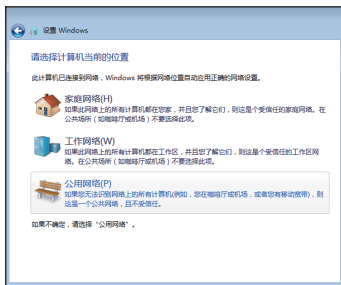 设置 Windows
请选择计算机当前的位置
此计算机已连接到网络，Windows 将根据网络位置自动应用正确的网络设置。
家庭网络(H)
如果此网络上的所有计算机都在您家，并且您了解它们，则这是个受信任的家庭网络。在
公共场所（如咖啡厅或机场）不要选择此项。
工作网络(W)
如果此网络上的所有计算机都在工作区，并且您了解它们，则这是个受信任的工作区网
络。在公共场所（如咖啡厅或机场）不要选择此项。
公用网络(P)
如果您无法识别网络上的所有计算机(例如，您在咖啡厅或机场，或者您有移动宽带)，则
这是一个公共网络，且不受信任。
如果不确定，请选择“公用网络”。